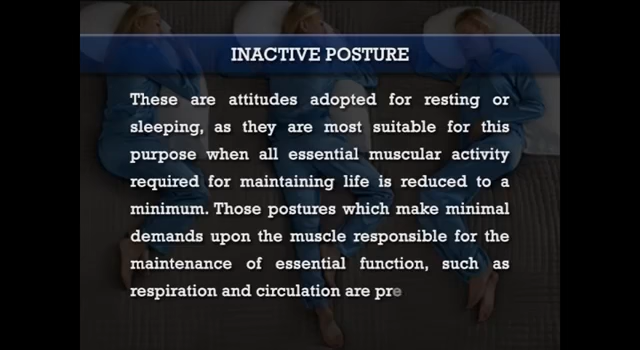 INACTIVE POSTURE
These are attitudes adopted for resting or
sleeping, as they are most suitable for this
purpose when all essential muscular activity
required for maintaining life is reduced to a
minimum. Those postures which make minimal
demands upon the muscle responsible for the
maintenance of essential function, such as
respiration and circulation are pre